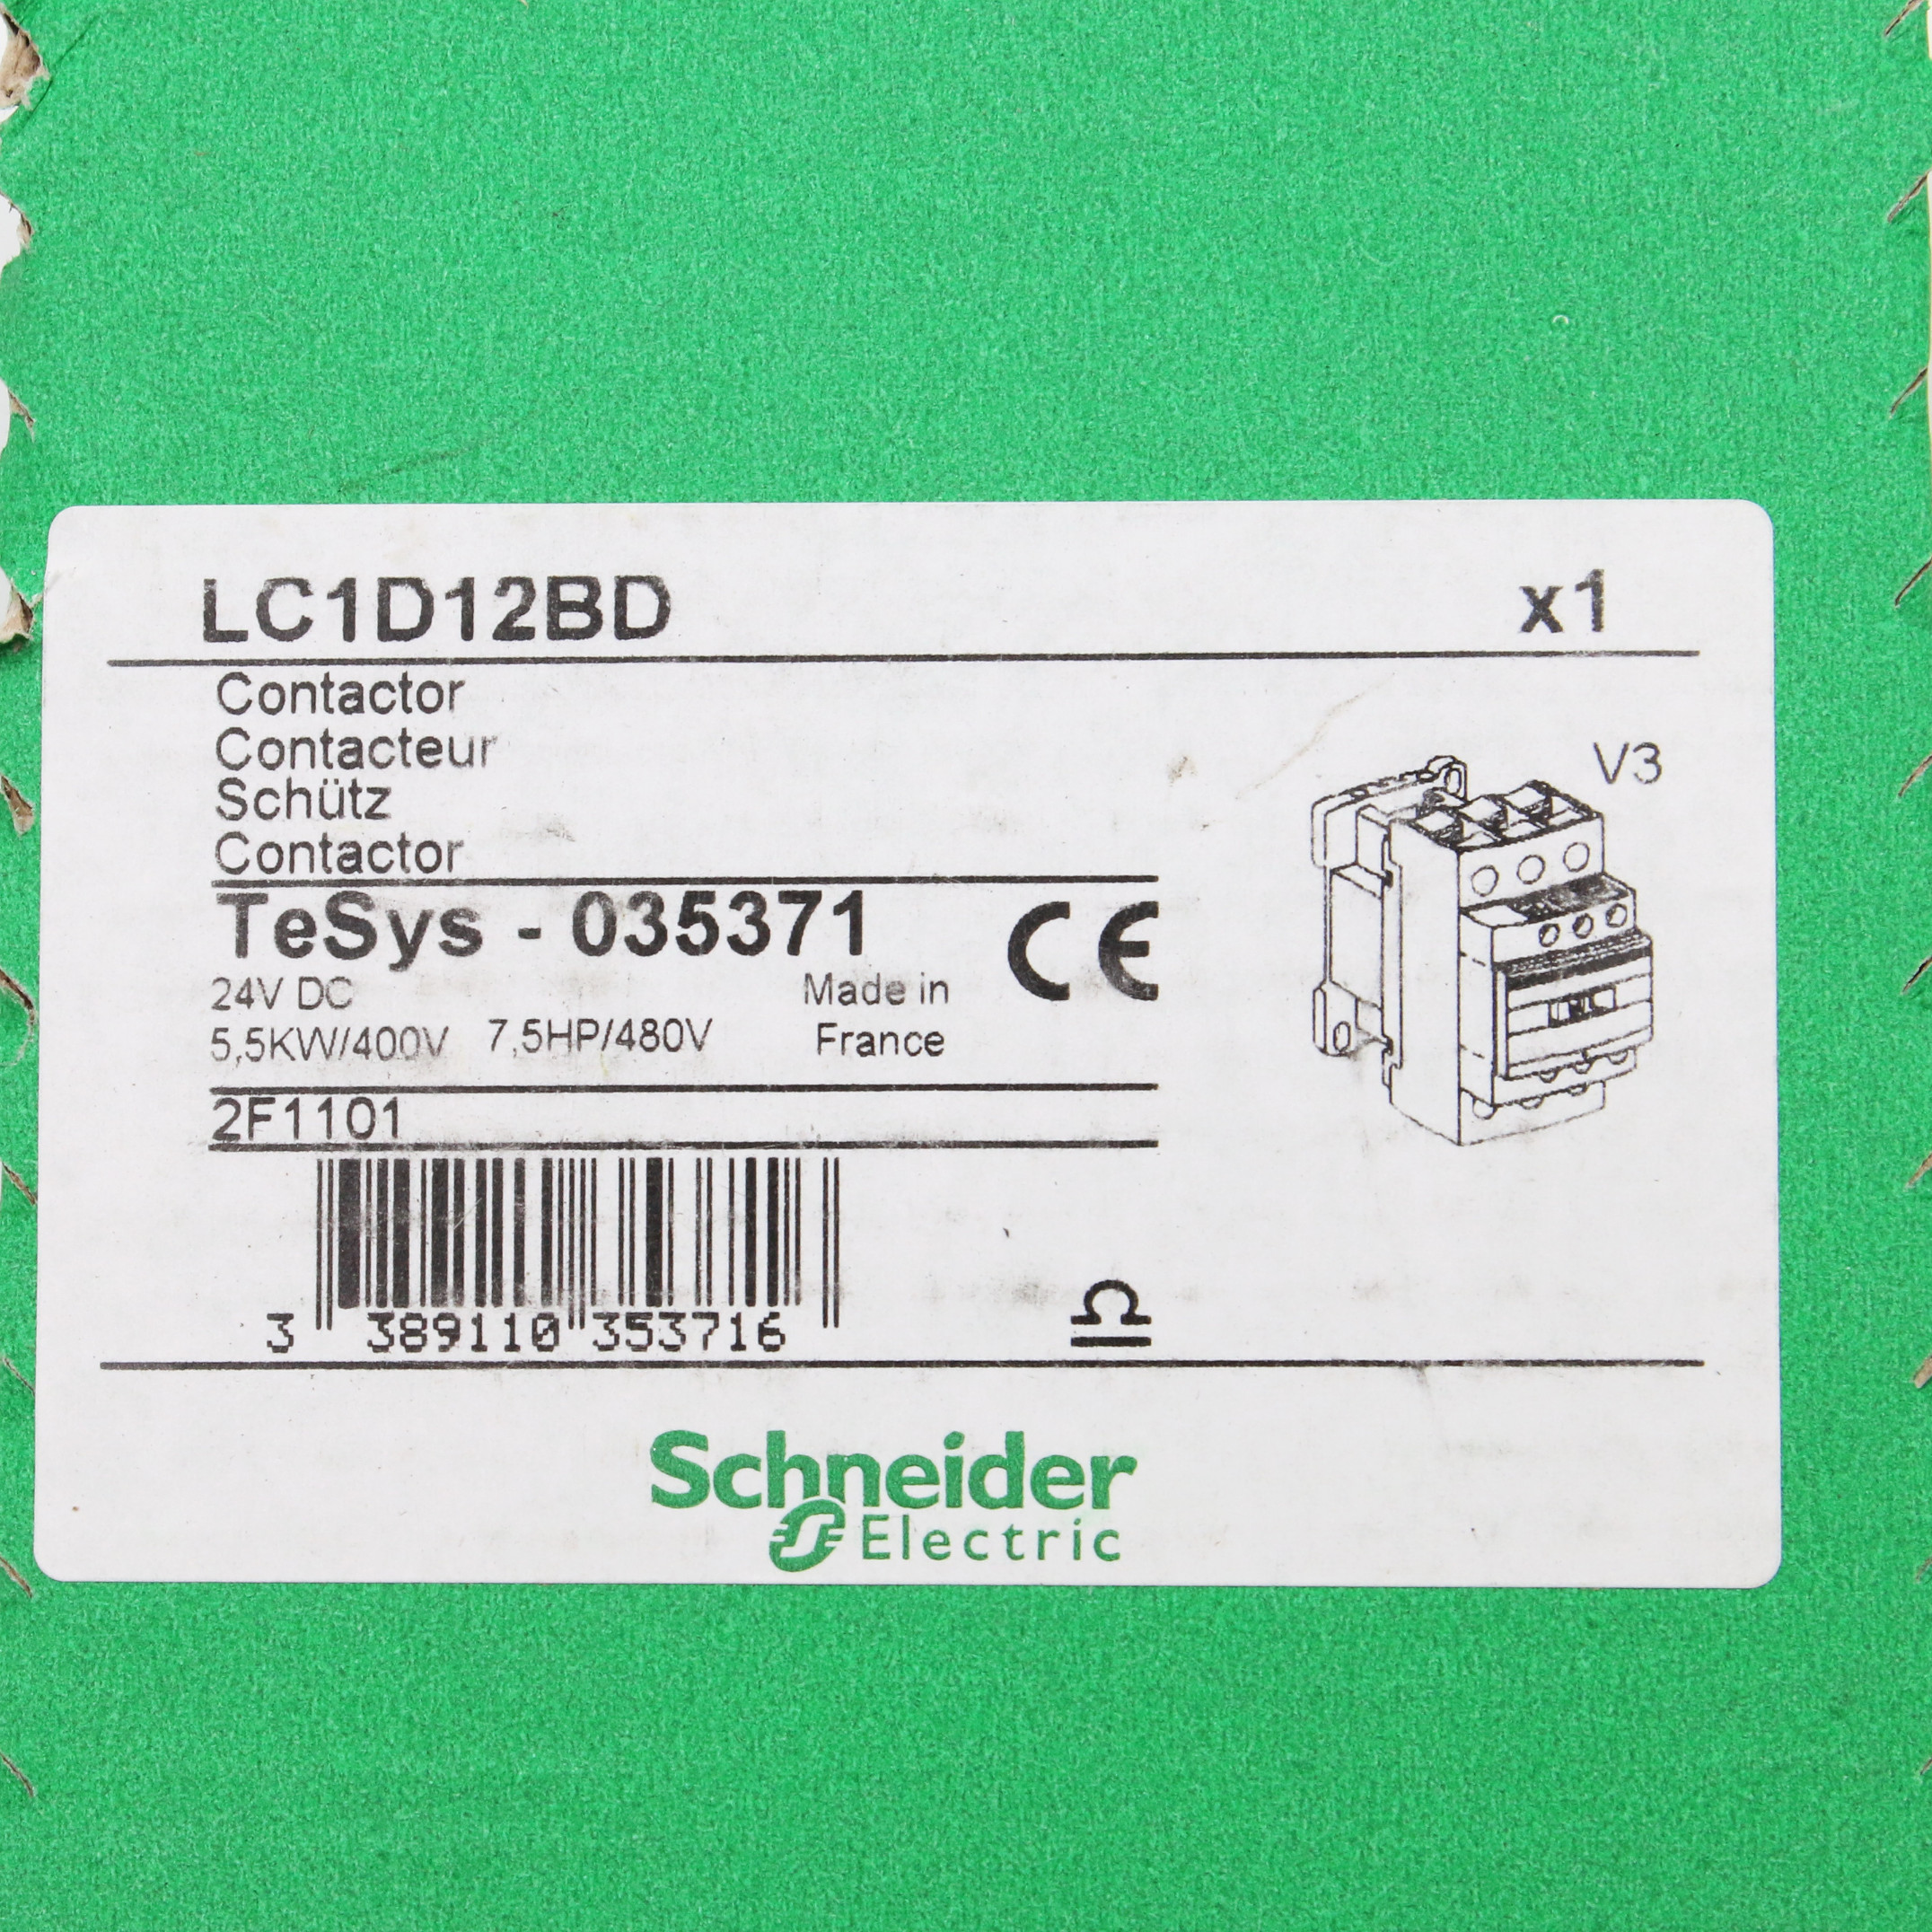 LC1D12BD x1
Contactor
Contacteur
Schütz
Contactor
V3
TeSys - 035371 CE
24V DC Made in
5,5KW/400V 7,5HP/480V France
2F1101
3 389110 353716
Schneider
Electric